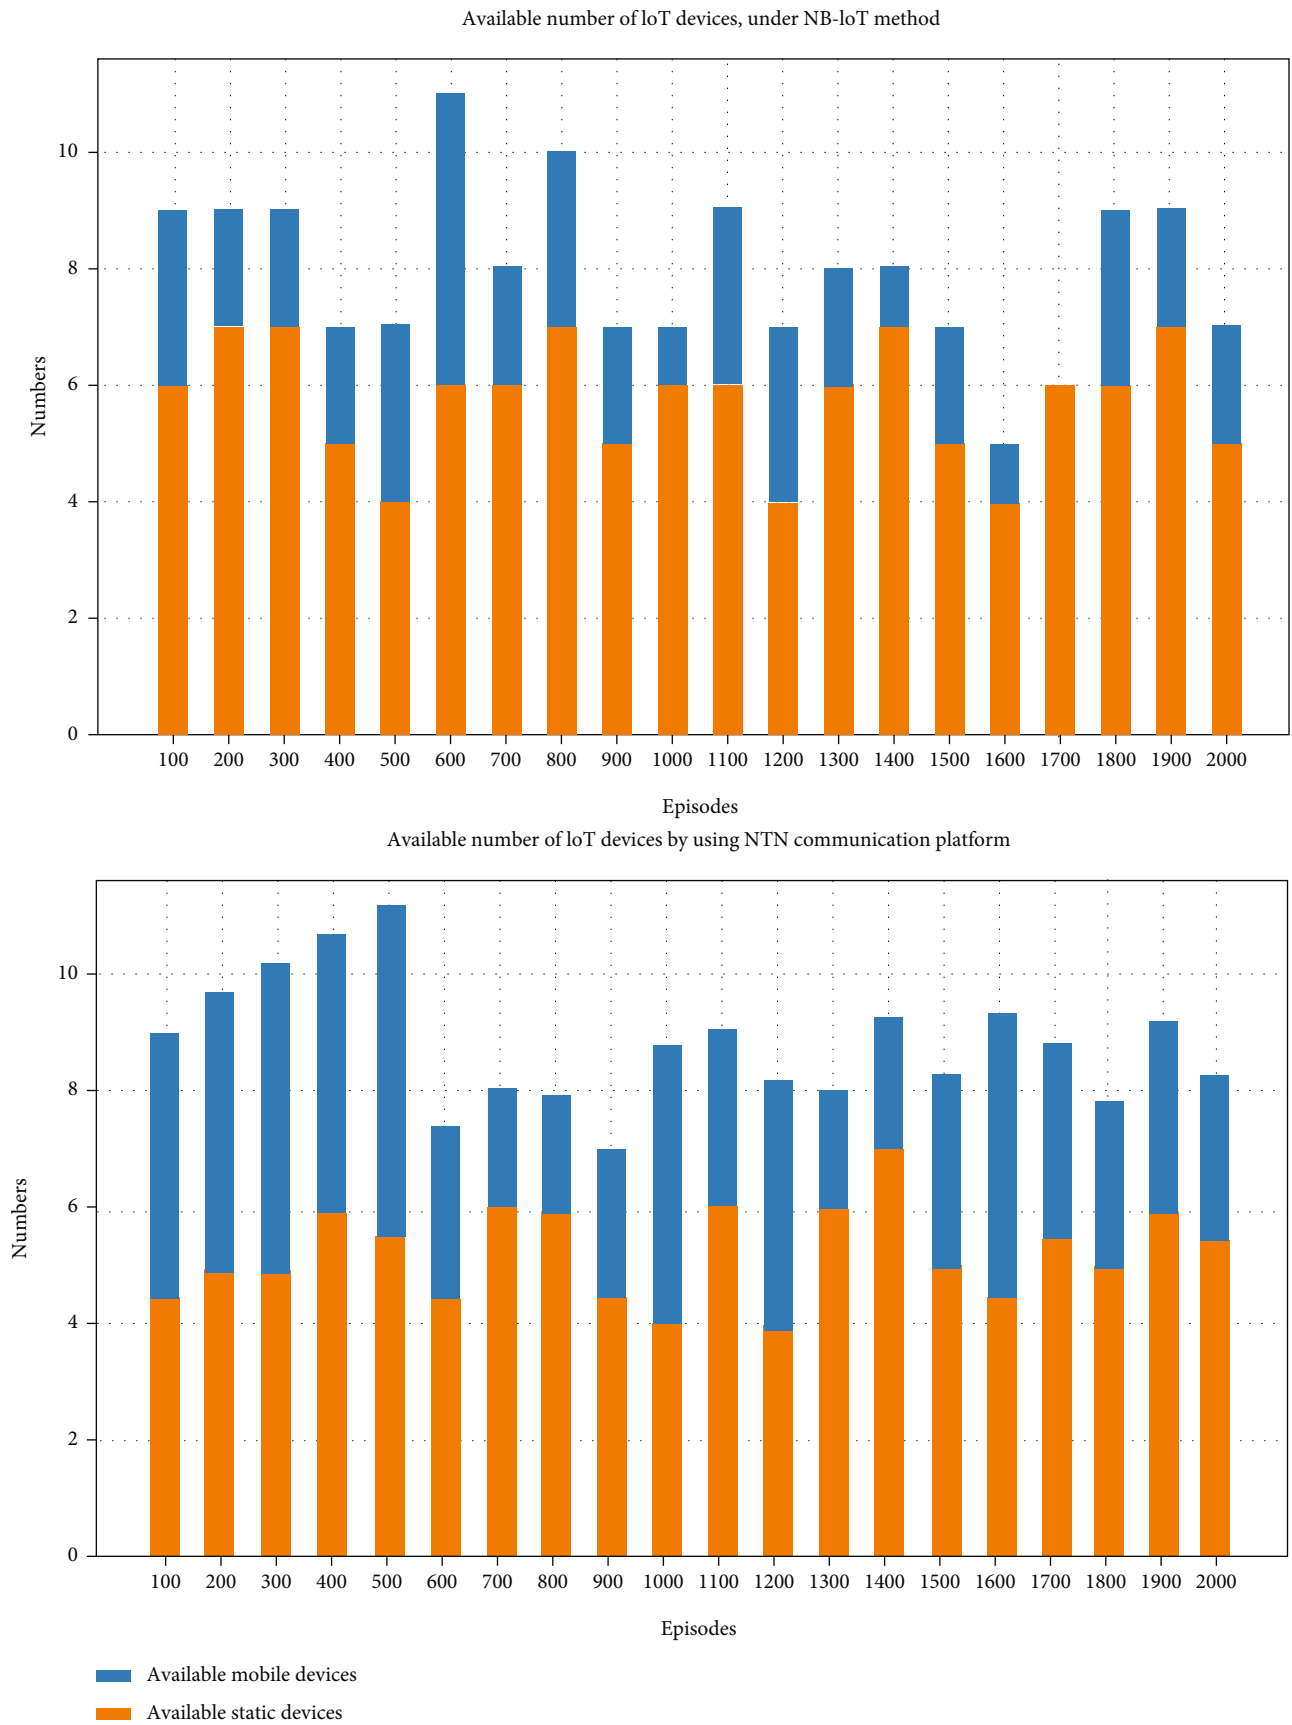 Available number of loT devices, under NB-loT method
10
8
6
4
2
0
Numbers
100 200 300 400 500 600 700 800 900 1000 1100 1200 1300 1400 1500 1600 1700 1800 1900 2000
Episodes
Available number of loT devices by using NTN communication platform
10
8
6
4
2
0
Numbers
100 200 300 400 500 600 700 800 900 1000 1100 1200 1300 1400 1500 1600 1700 1800 1900 2000
Episodes
Available mobile devices
Available static devices